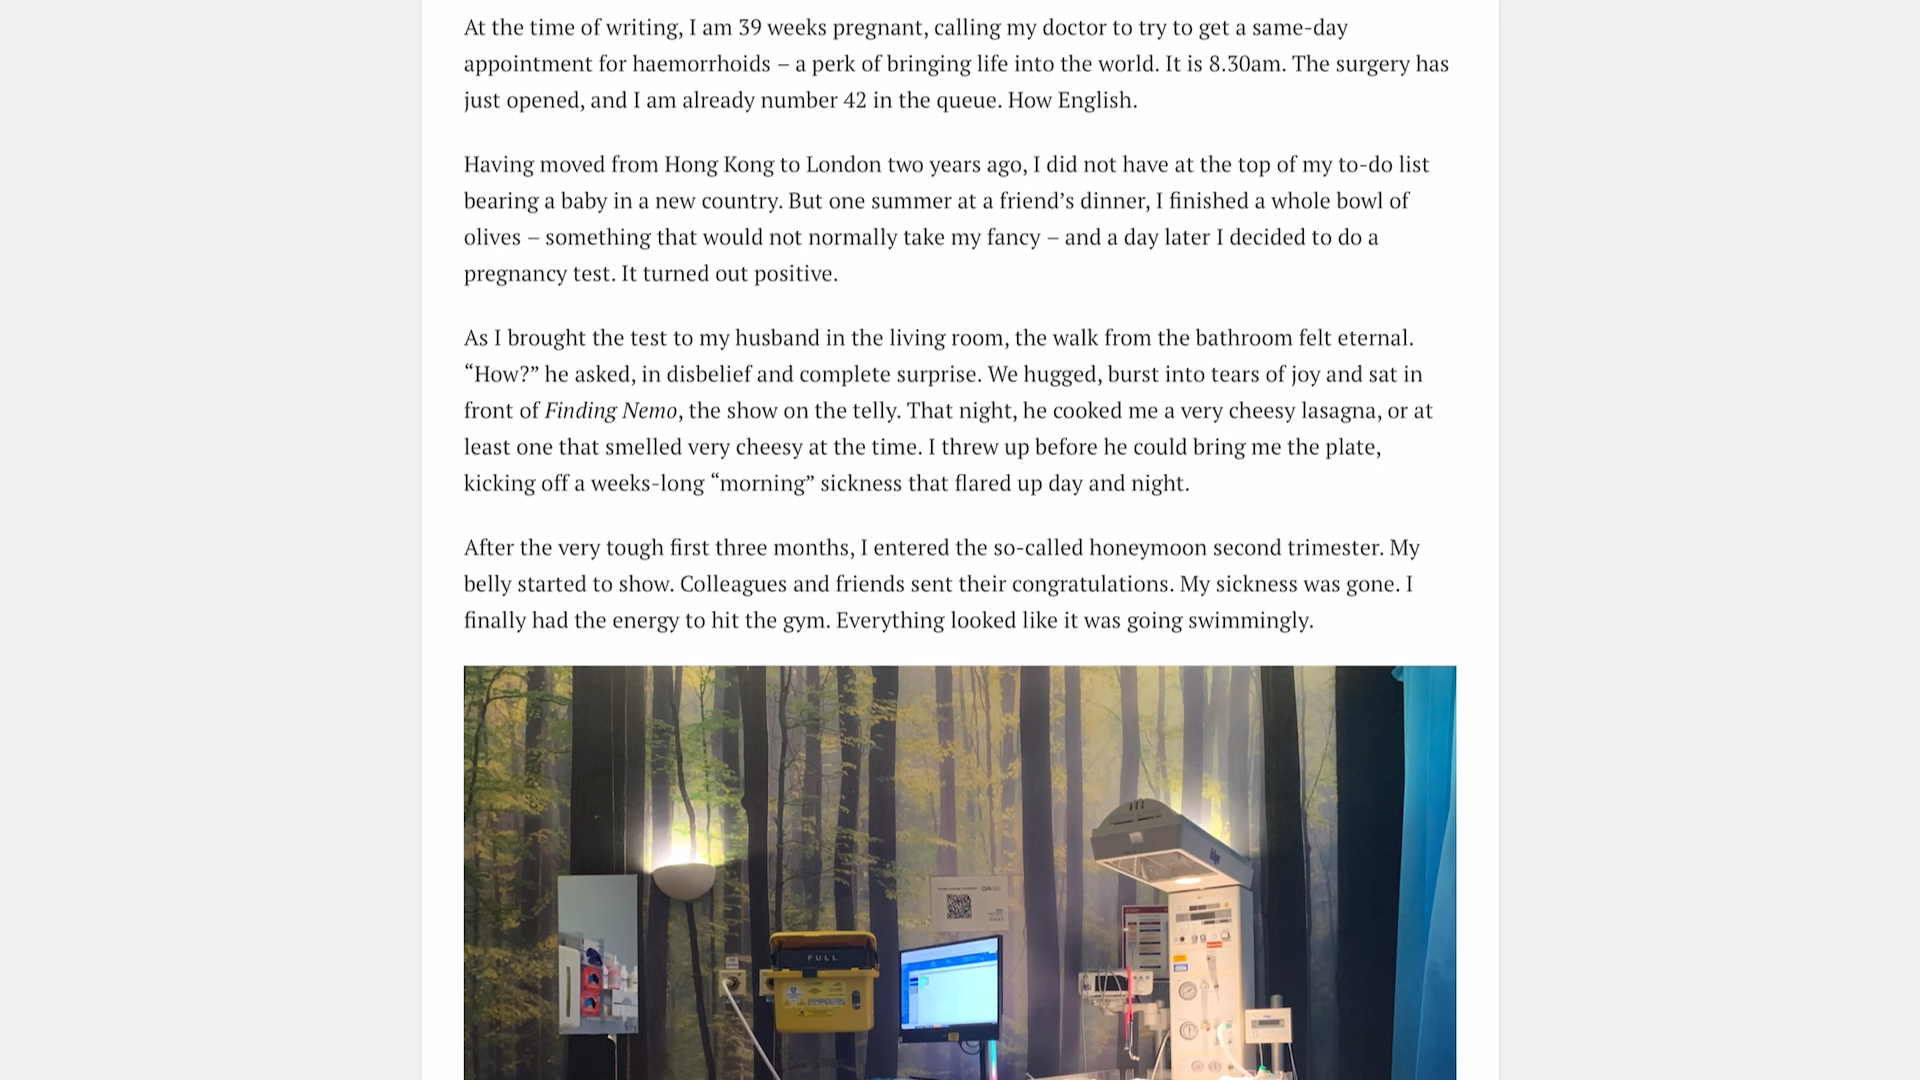 At the time of writing, I am 39 weeks pregnant, calling my doctor to try to get a same-day
appointment for haemorrhoids – a perk of bringing life into the world. It is 8.30am. The surgery has
just opened, and I am already number 42 in the queue. How English.
Having moved from Hong Kong to London two years ago, I did not have at the top of my to-do list
bearing a baby in a new country. But one summer at a friend’s dinner, I finished a whole bowl of
olives – something that would not normally take my fancy – and a day later I decided to do a
pregnancy test. It turned out positive.
As I brought the test to my husband in the living room, the walk from the bathroom felt eternal.
“How?” he asked, in disbelief and complete surprise. We hugged, burst into tears of joy and sat in
front of Finding Nemo, the show on the telly. That night, he cooked me a very cheesy lasagna, or at
least one that smelled very cheesy at the time. I threw up before he could bring me the plate,
kicking off a weeks-long “morning” sickness that flared up day and night.
After the very tough first three months, I entered the so-called honeymoon second trimester. My
belly started to show. Colleagues and friends sent their congratulations. My sickness was gone. I
finally had the energy to hit the gym. Everything looked like it was going swimmingly.
FULL